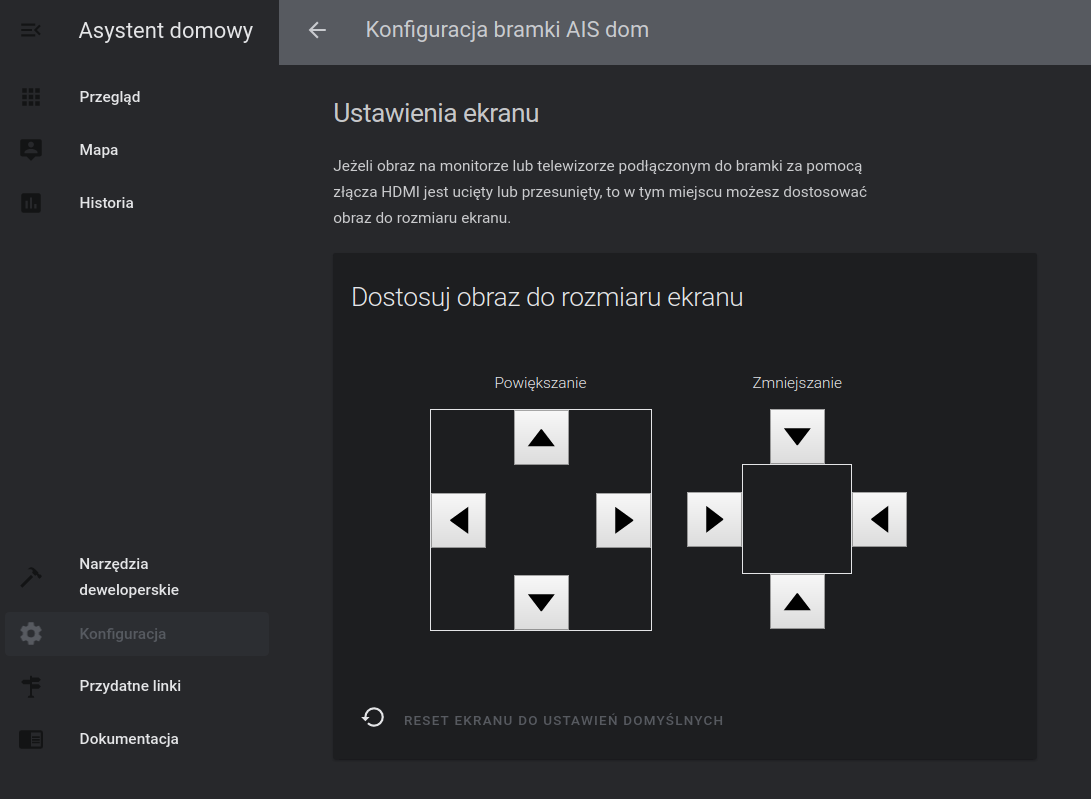 Asystent domowy
Przegląd
Mapa
Historia
Narzędzia
deweloperskie
Konfiguracja
Przydatne linki
Dokumentacja
Konfiguracja bramki AIS dom
Ustawienia ekranu
Jeżeli obraz na monitorze lub telewizorze podłączonym do bramki za pomocą
złącza HDMI jest ucięty lub przesunięty, to w tym miejscu możesz dostosować
obraz do rozmiaru ekranu.
Dostosuj obraz do rozmiaru ekranu
Powiększanie
Zmniejszanie
RESET EKRANU DO USTAWIEŃ DOMYŚLNYCH